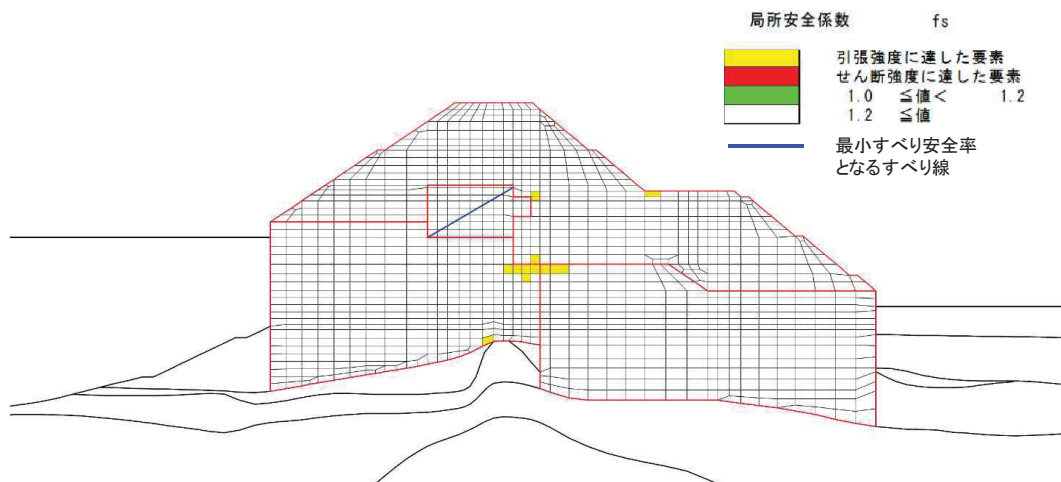 局所安全係数 fs
引張強度に達した要素
せん断強度に達した要素
1.0 ≦値< 1.2
1.2 ≦値
最小すべり安全率
となるすべり線